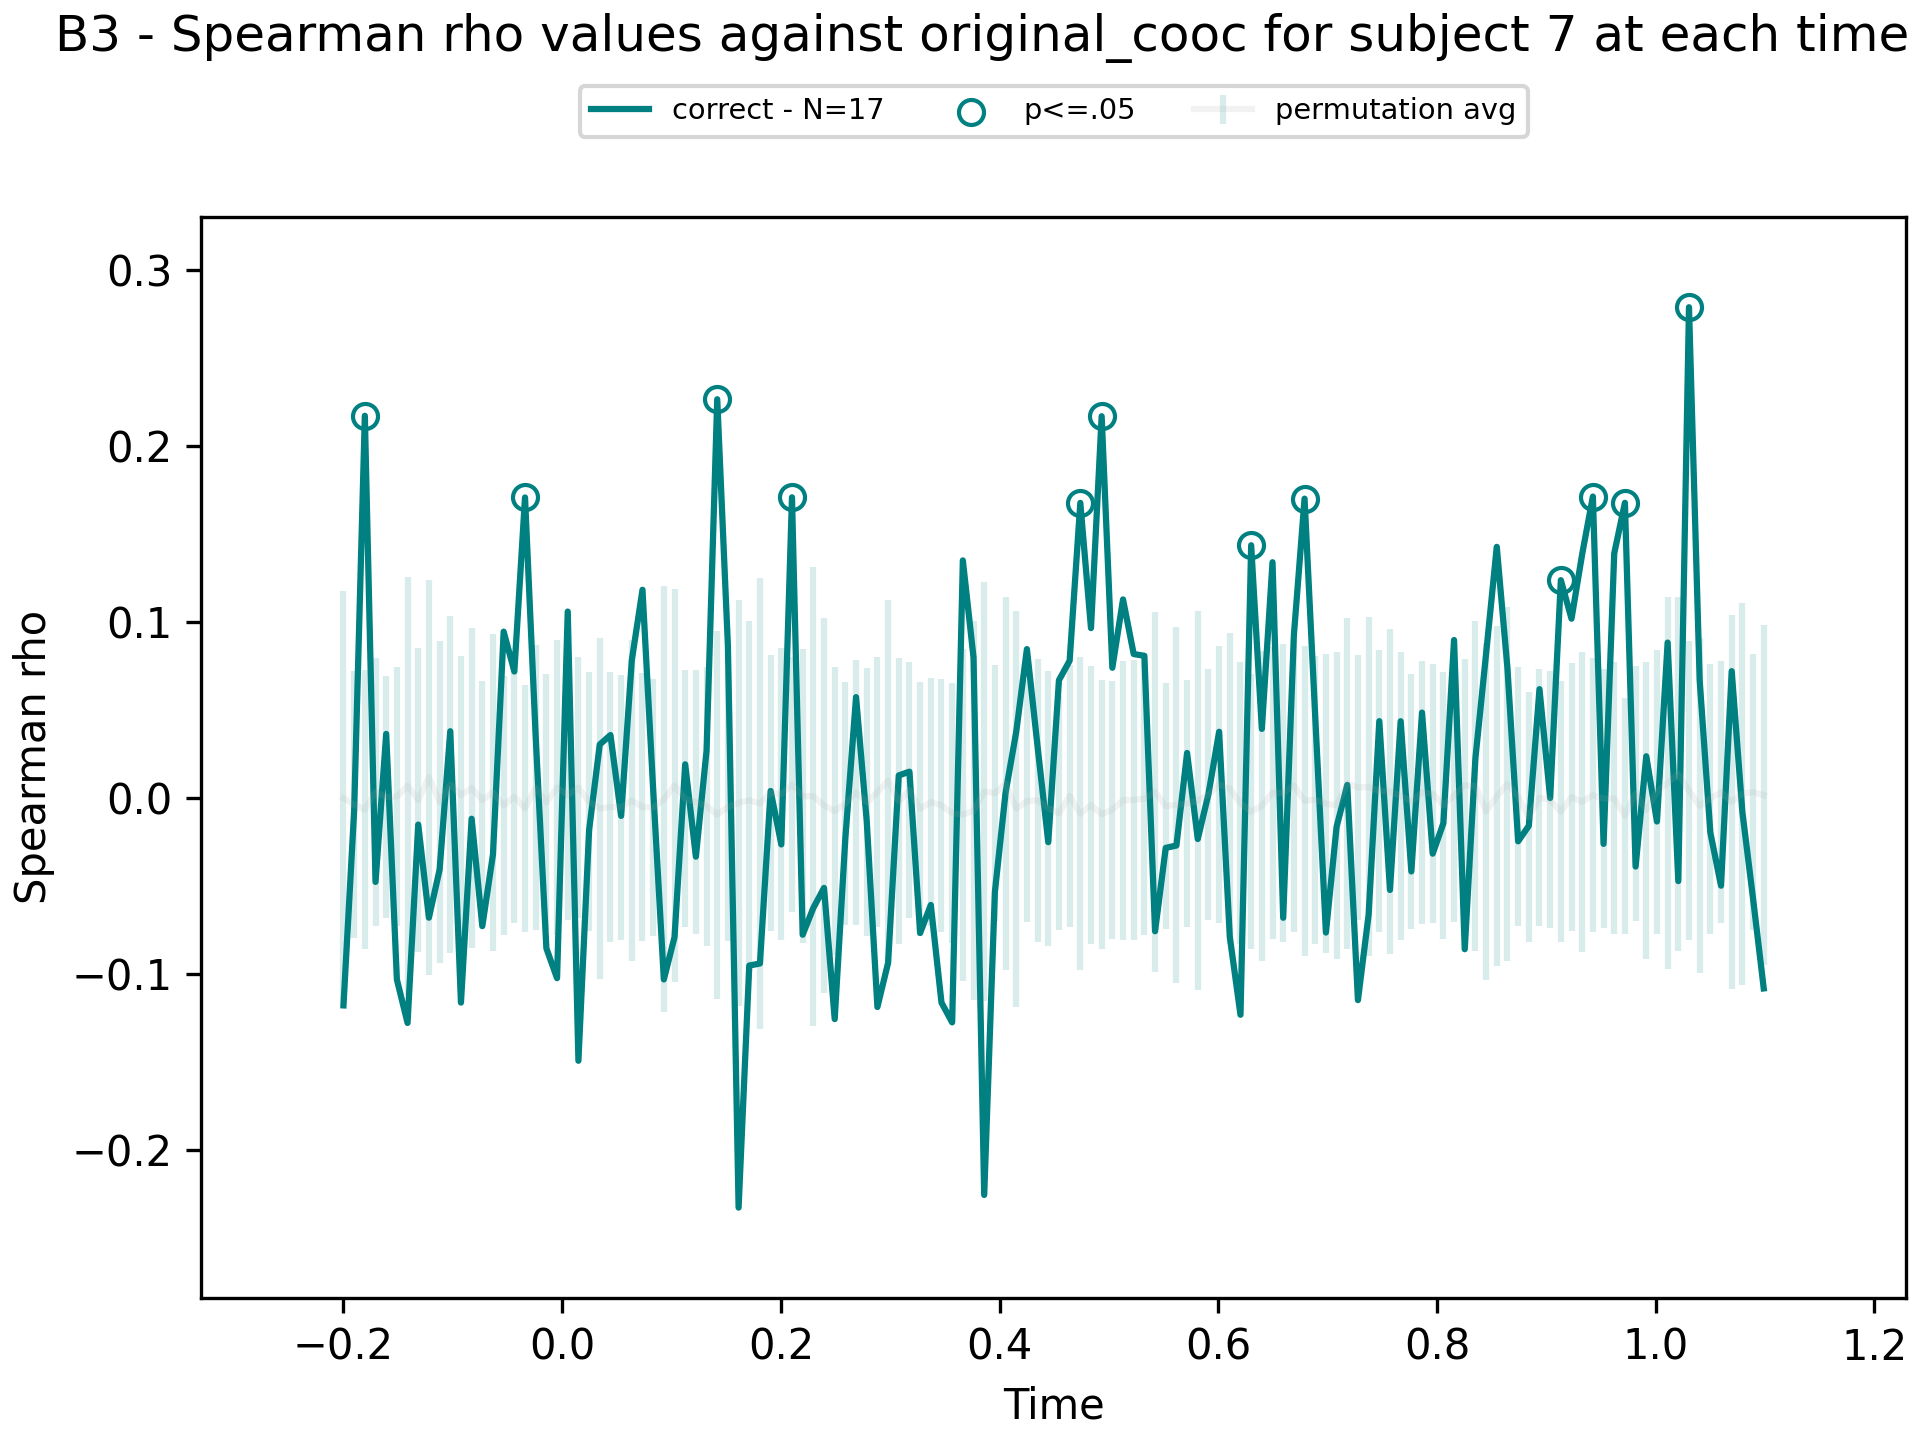 B3 - Spearman rho values against original_cooc for subject 7 at each time
correct - N=17 p<=.05 permutation avg
0.3
0.2
0.1
0.0
−0.1
−0.2
Spearman rho
−0.2 0.0 0.2 0.4 0.6 0.8 1.0 1.2
Time